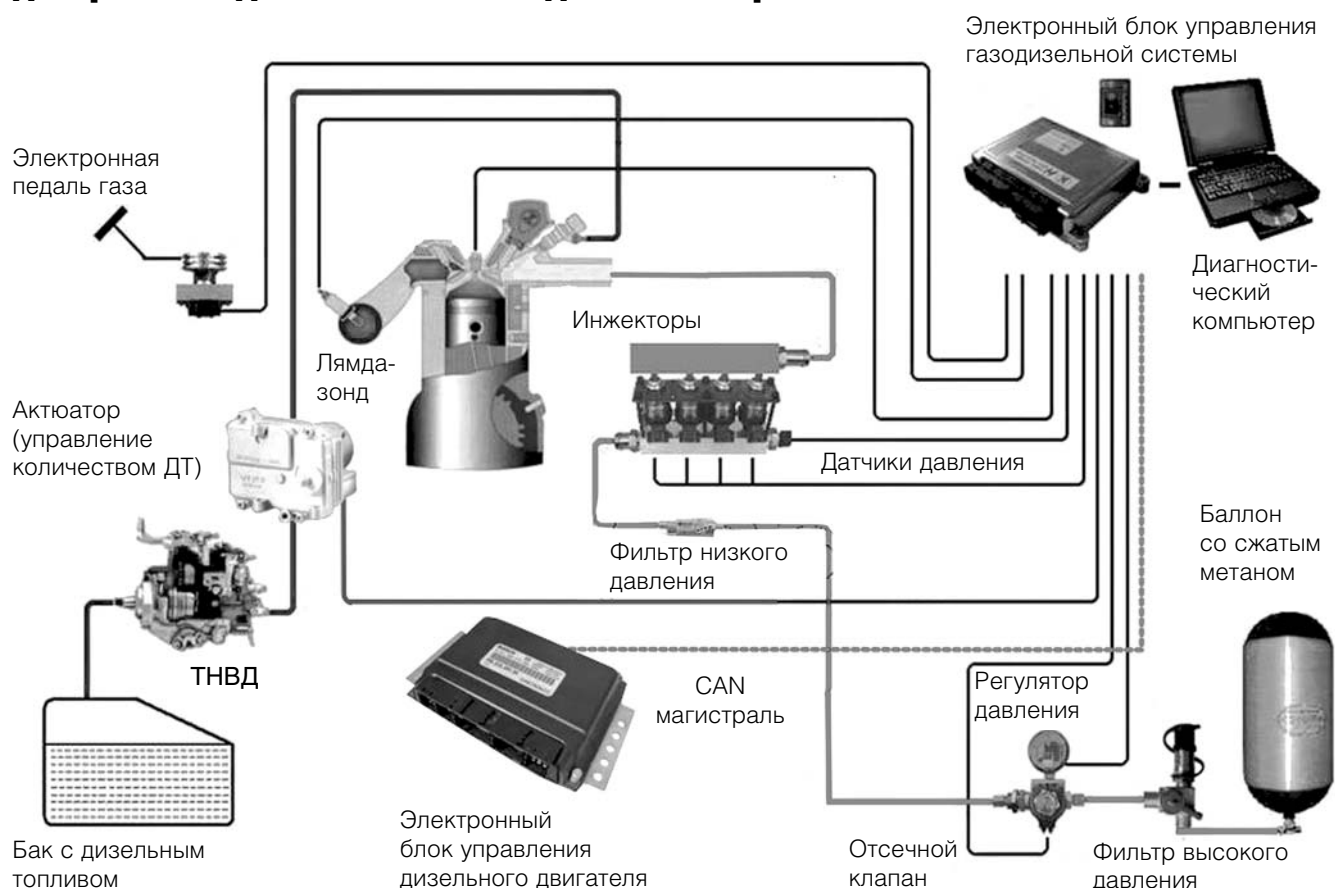 Электронный блок управления
газодизельной системы
Электронная
педаль газа
Диагности-
ческий
компьютер
Инжекторы
Лямда-
зонд
Актюатор
(управление
количеством ДТ)
Датчики давления
Баллон
со сжатым
метаном
Фильтр низкого
давления
ТНВД
CAN
магистраль
Регулятор
давления
Бак с дизельным
топливом
Электронный
блок управления
дизельного двигателя
Отсечной
клапан
Фильтр высокого
давления